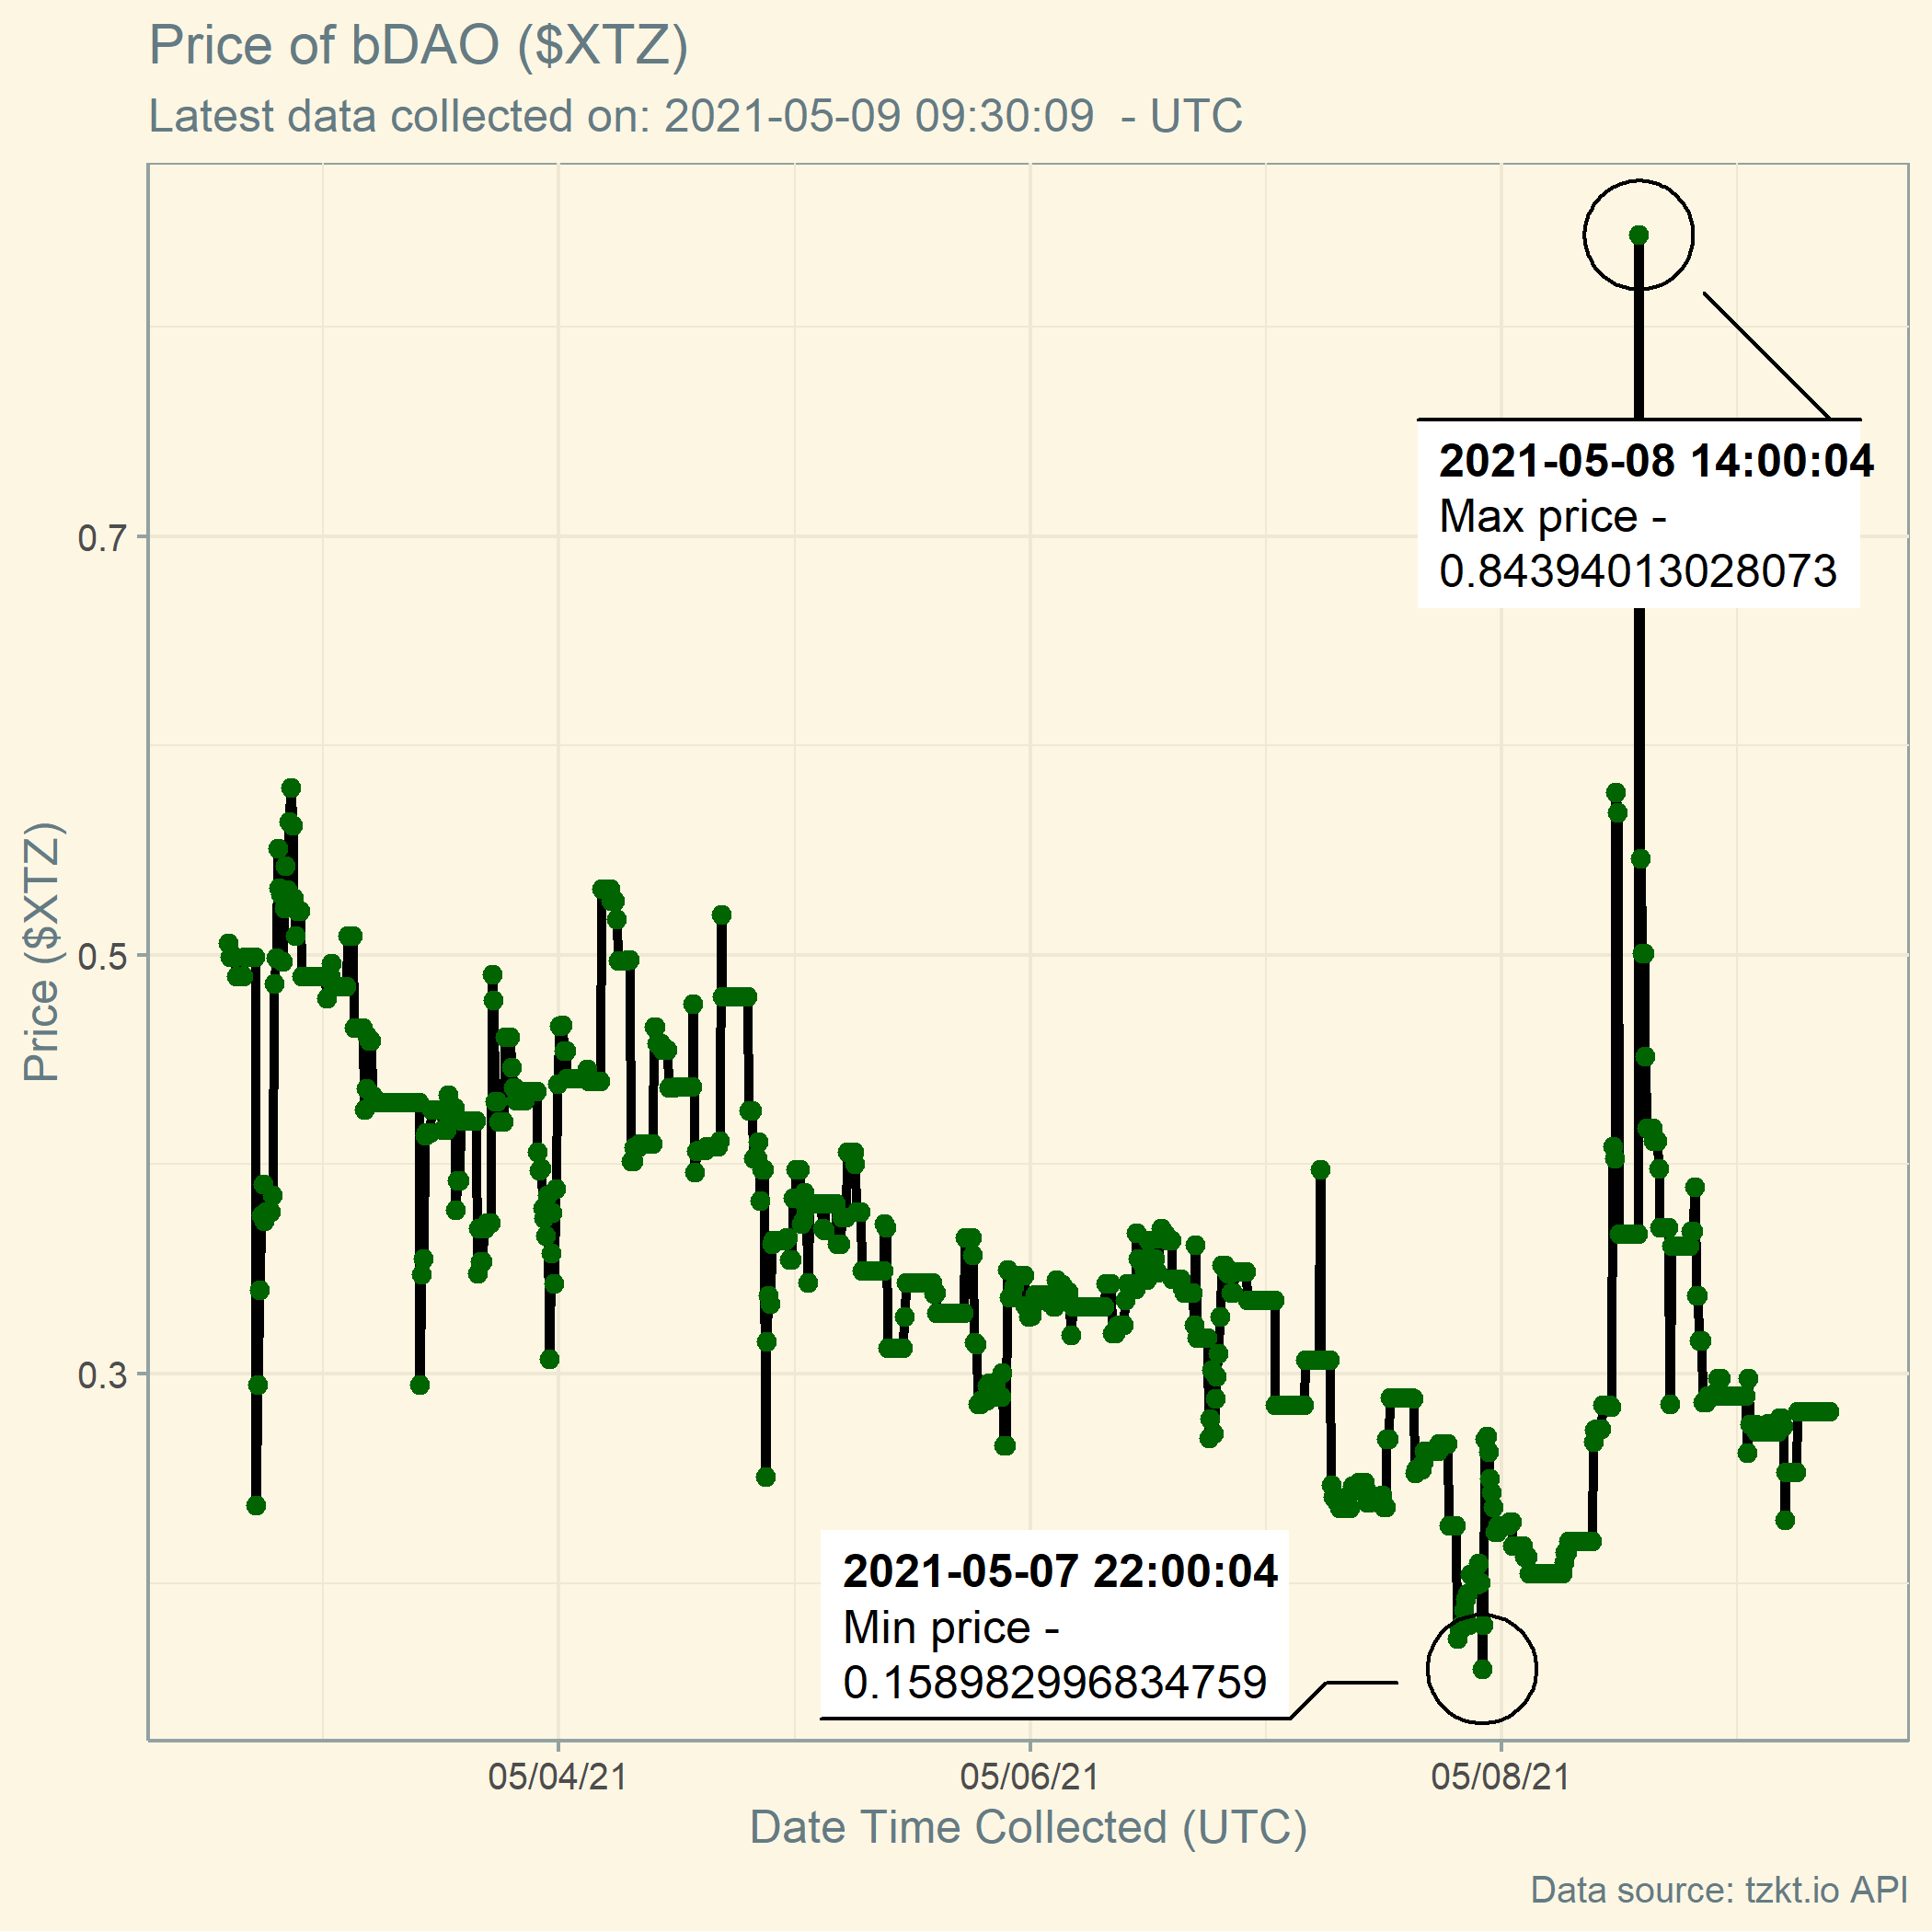 Price of bDAO ($XTZ)
Latest data collected on: 2021-05-09 09:30:09  - UTC
2021-05-08 14:00:04
Max price -
0.84394013028073
0.7
Price ($XTZ)
0.5
0.3
2021-05-07 22:00:04
Min price -
0.158982996834759
05/04/21
05/06/21
05/08/21
Date Time Collected (UTC)
Data source: tzkt.io API